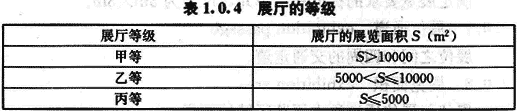 表 1.0.4 展厅的等级
展厅等级 展厅的展览面积 S (m²)
甲等 S>10000
乙等 5000<S≤10000
丙等 S≤5000